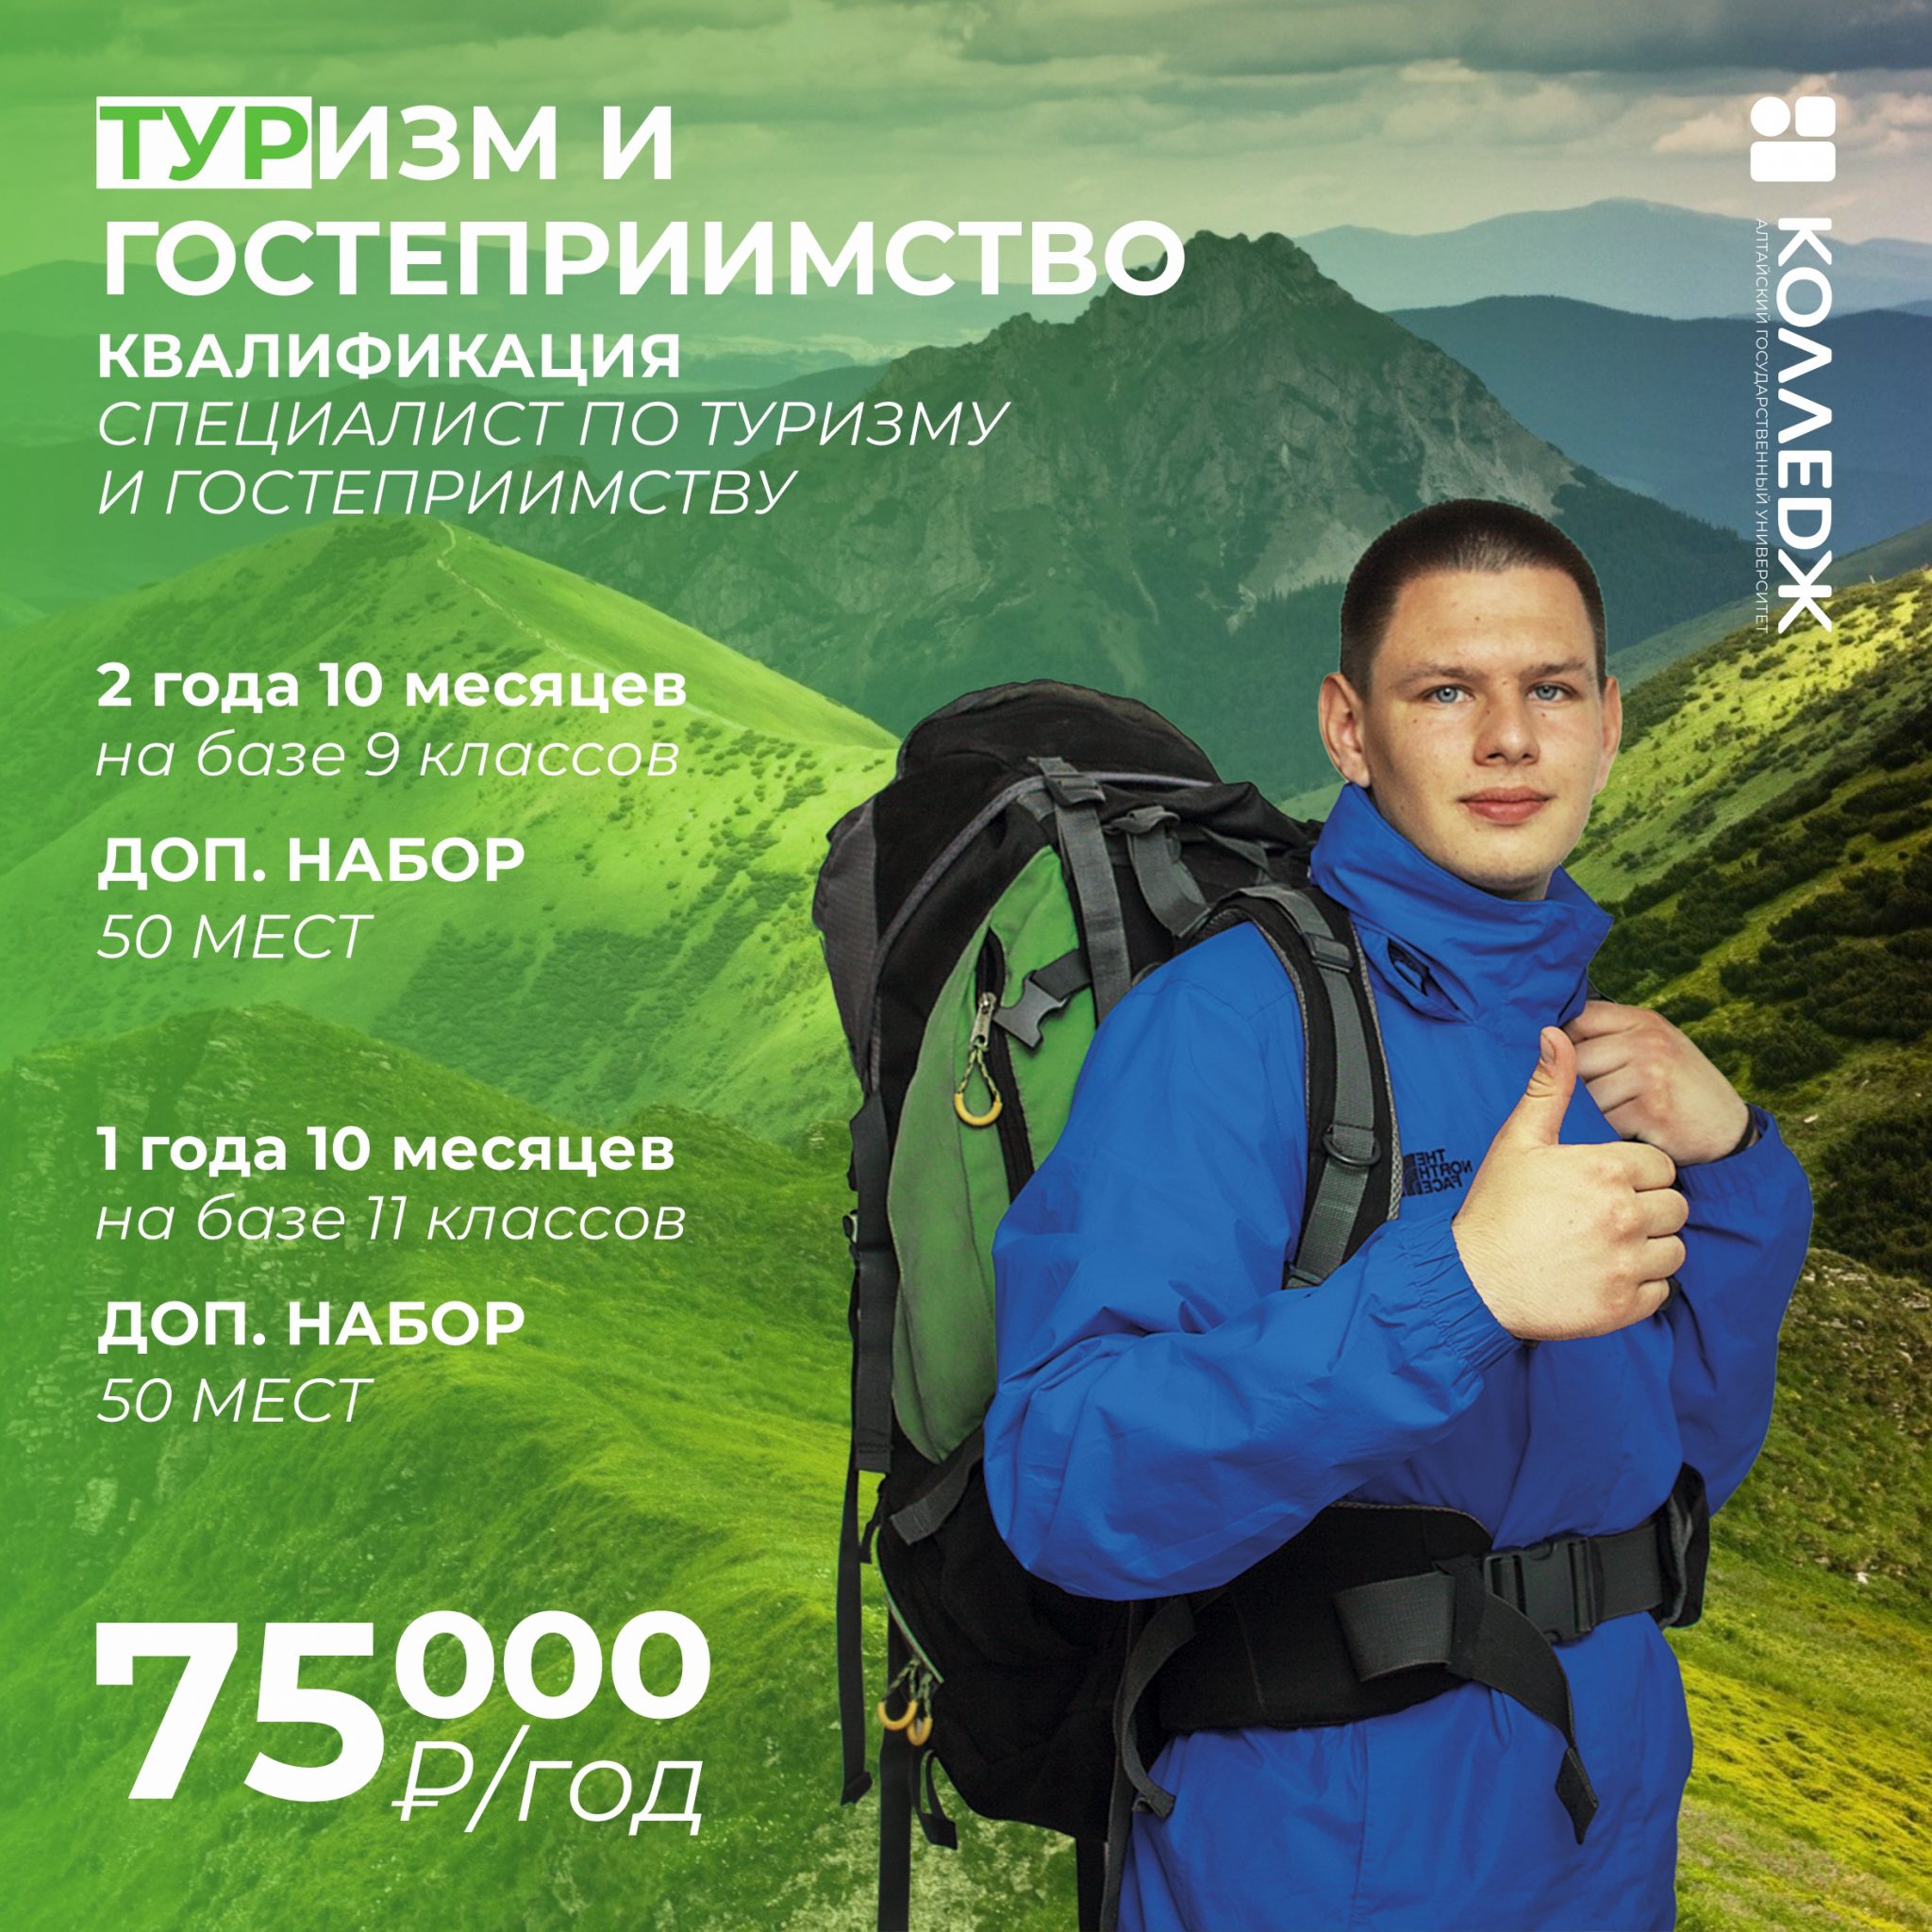 ТУРИЗМ И
ГОСТЕПРИИМСТВО
КВАЛИФИКАЦИЯ
СПЕЦИАЛИСТ ПО ТУРИЗМУ
И ГОСТЕПРИИМСТВУ
2 года 10 месяцев
на базе 9 классов
ДОП. НАБОР
50 МЕСТ
1 года 10 месяцев
на базе 11 классов
ДОП. НАБОР
50 МЕСТ
75000
₽/год
КОЛЛЕДЖ
АЛТАЙСКИЙ ГОСУДАРСТВЕННЫЙ УНИВЕРСИТЕТ
THE
NORTH
FACE